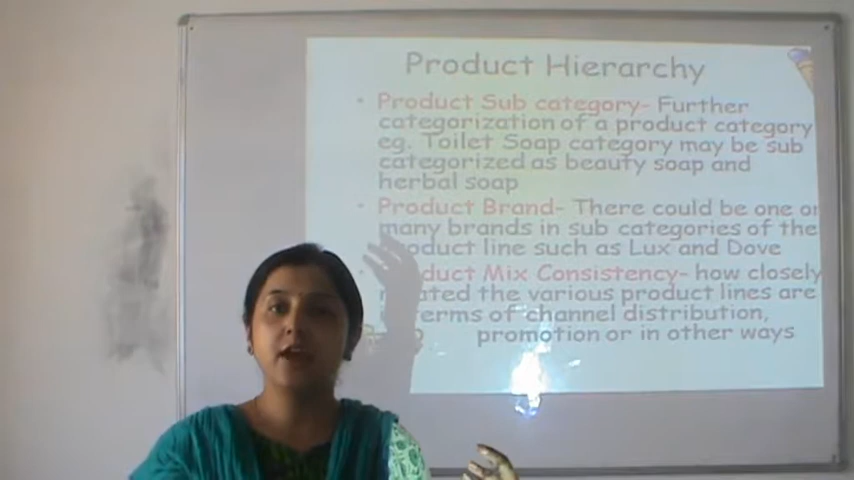 Product Hierarchy
Product Sub category- Further
categorization of a product category
eg. Toilet Soap category may be sub
categorized as beauty soap and
herbal soap
Product Brand- There could be one or
many brands in sub categories of the
product line such as Lux and Dove
Product Mix Consistency- how closely
related the various product lines are
terms of channel distribution,
promotion or in other ways